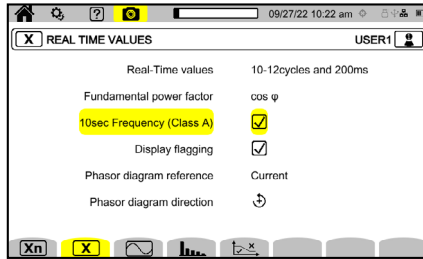 ? 09/27/22 10:22 am
X REAL TIME VALUES USER1
Real-Time values 10-12cycles and 200ms
Fundamental power factor cos φ
10sec Frequency (Class A)
Display flagging
Phasor diagram reference Current
Phasor diagram direction
Xn X